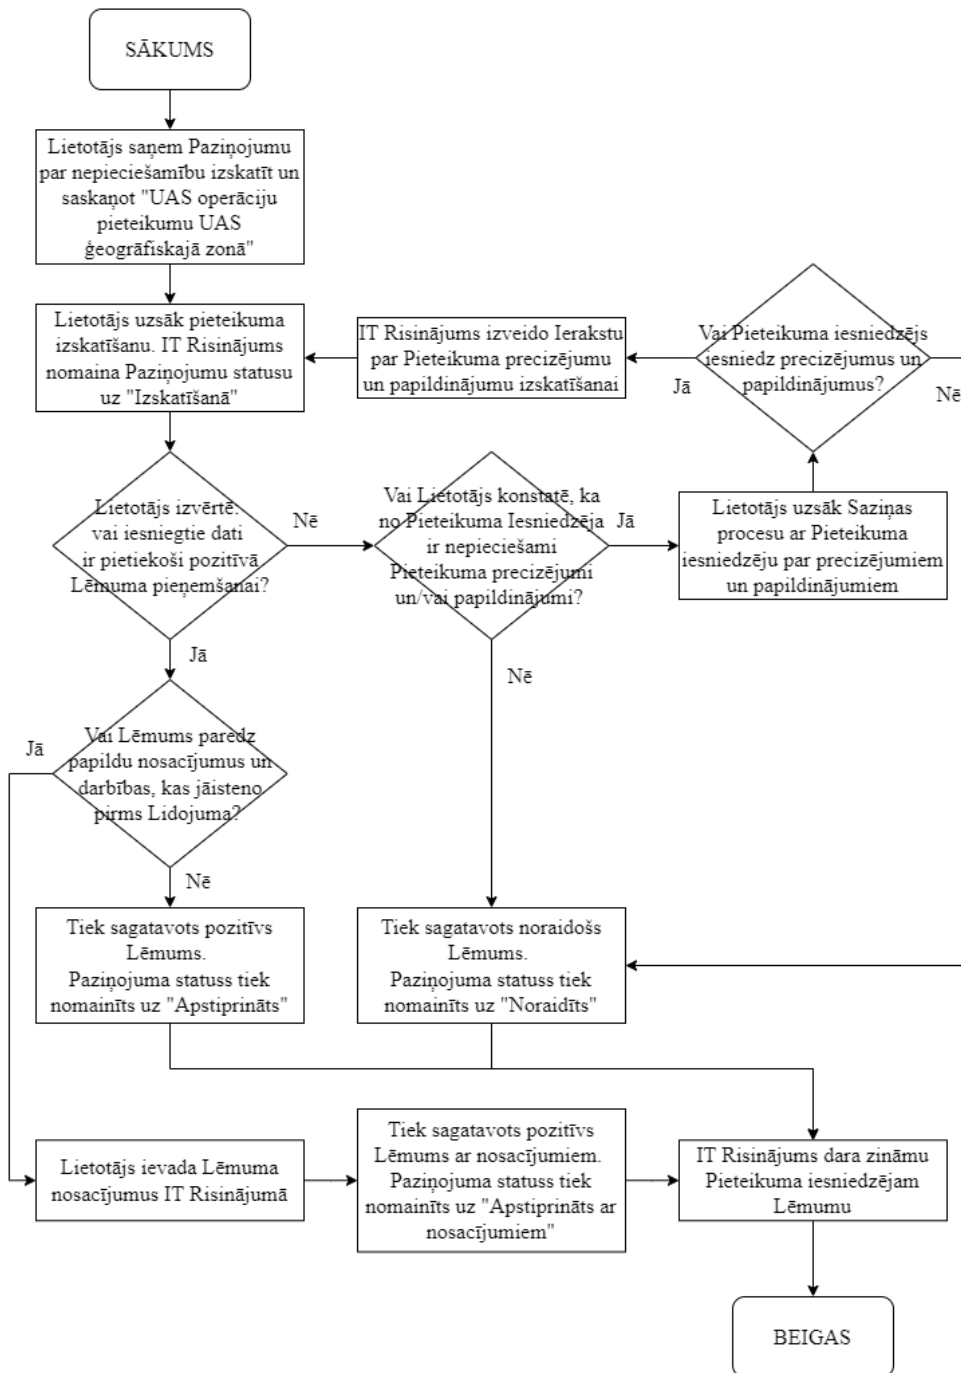 SĀKUMS
Lietotājs saņem Paziņojumu
par nepieciešamību izskatīt un
saskaņot "UAS operāciju
pieteikumu UAS
ģeogrāfiskajā zonā"
Lietotājs uzsāk pieteikuma
izskatīšanu. IT Risinājums
nomaina Paziņojumu statusu
uz "Izskatīšanā"
IT Risinājums izveido Ierakstu
par Pieteikuma precizējumu
un papildinājumu izskatīšanai
Vai Pieteikuma iesniedzējs
iesniedz precizējumus un
papildinājumus?
Jā
Nē
Lietotājs izvērtē:
vai iesniegtie dati
ir pietiekoši pozitīvā
Lēmuma pieņemšanai?
Nē
Vai Lietotājs konstatē, ka
no Pieteikuma Iesniedzēja
ir nepieciešami
Pieteikuma precizējumi
un/vai papildinājumi?
Jā
Lietotājs uzsāk Saziņas
procesu ar Pieteikuma
iesniedzēju par precizējumiem
un papildinājumiem
Jā
Nē
Vai Lēmums paredz
papildu nosacījumus un
darbības, kas jāisteno
pirms Lidojuma?
Jā
Nē
Tiek sagatavots pozitīvs
Lēmums.
Paziņojuma statuss tiek
nomainīts uz "Apstiprināts"
Tiek sagatavots noraidošs
Lēmums.
Paziņojuma statuss tiek
nomainīts uz "Noraidīts"
Lietotājs ievada Lēmuma
nosacījumus IT Risinājumā
Tiek sagatavots pozitīvs
Lēmums ar nosacījumiem.
Paziņojuma statuss tiek
nomainīts uz "Apstiprināts ar
nosacījumiem"
IT Risinājums dara zināmu
Pieteikuma iesniedzējam
Lēmumu
BEIGAS